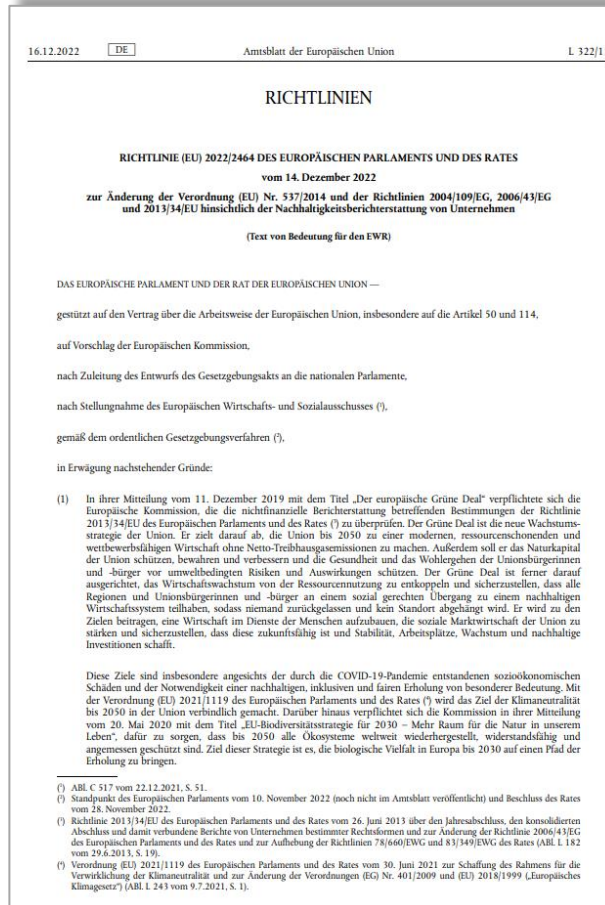 16.12.2022 DE Amtsblatt der Europäischen Union L 322/1
RICHTLINIEN
RICHTLINIE (EU) 2022/2464 DES EUROPÄISCHEN PARLAMENTS UND DES RATES
vom 14. Dezember 2022
zur Änderung der Verordnung (EU) Nr. 537/2014 und der Richtlinien 2004/109/EG, 2006/43/EG
und 2013/34/EU hinsichtlich der Nachhaltigkeitsberichterstattung von Unternehmen
(Text von Bedeutung für den EWR)
DAS EUROPÄISCHE PARLAMENT UND DER RAT DER EUROPÄISCHEN UNION —
gestützt auf den Vertrag über die Arbeitsweise der Europäischen Union, insbesondere auf die Artikel 50 und 114,
auf Vorschlag der Europäischen Kommission,
nach Zuleitung des Entwurfs des Gesetzgebungsakts an die nationalen Parlamente,
nach Stellungnahme des Europäischen Wirtschafts- und Sozialausschusses (¹),
gemäß dem ordentlichen Gesetzgebungsverfahren (²),
in Erwägung nachstehender Gründe:
(1) In ihrer Mitteilung vom 11. Dezember 2019 mit dem Titel „Der europäische Grüne Deal“ verpflichtete sich die
Europäische Kommission, die die nichtfinanzielle Berichterstattung betreffenden Bestimmungen der Richtlinie
2013/34/EU des Europäischen Parlaments und des Rates (³) zu überprüfen. Der Grüne Deal ist die neue Wachstums-
strategie der Union. Er zielt darauf ab, die Union bis 2050 zu einer modernen, ressourcenschonenden und
wettbewerbsfähigen Wirtschaft ohne Netto-Treibhausgasemissionen zu machen. Außerdem soll er das Naturkapital
der Union schützen, bewahren und verbessern und die Gesundheit und das Wohlergehen der Unionsbürgerinnen
und -bürger vor umweltbedingten Risiken und Auswirkungen schützen. Der Grüne Deal ist ferner darauf
ausgerichtet, das Wirtschaftswachstum von der Ressourcennutzung zu entkoppeln und sicherzustellen, dass alle
Regionen und Unionsbürgerinnen und -bürger an einem sozial gerechten Übergang zu einem nachhaltigen
Wirtschaftssystem teilhaben, sodass niemand zurückgelassen und kein Standort abgehängt wird. Er wird zu den
Zielen beitragen, eine Wirtschaft im Dienste der Menschen aufzubauen, die soziale Marktwirtschaft der Union zu
stärken und sicherzustellen, dass diese zukunftsfähig ist und Stabilität, Arbeitsplätze, Wachstum und nachhaltige
Investitionen schafft.
Diese Ziele sind insbesondere angesichts der durch die COVID-19-Pandemie entstandenen sozioökonomischen
Schäden und der Notwendigkeit einer nachhaltigen, inklusiven und fairen Erholung von besonderer Bedeutung. Mit
der Verordnung (EU) 2021/1119 des Europäischen Parlaments und des Rates (⁴) wird das Ziel der Klimaneutralität
bis 2050 in der Union verbindlich gemacht. Darüber hinaus verpflichtet sich die Kommission in ihrer Mitteilung
vom 20. Mai 2020 mit dem Titel „EU-Biodiversitätsstrategie für 2030 – Mehr Raum für die Natur in unserem
Leben“, dafür zu sorgen, dass bis 2050 alle Ökosysteme weltweit wiederhergestellt, widerstandsfähig und
angemessen geschützt sind. Ziel dieser Strategie ist es, die biologische Vielfalt in Europa bis 2030 auf einen Pfad der
Erholung zu bringen.
(¹) ABl. C 517 vom 22.12.2021, S. 51.
(²) Standpunkt des Europäischen Parlaments vom 10. November 2022 (noch nicht im Amtsblatt veröffentlicht) und Beschluss des Rates
vom 28. November 2022.
(³) Richtlinie 2013/34/EU des Europäischen Parlaments und des Rates vom 26. Juni 2013 über den Jahresabschluss, den konsolidierten
Abschluss und damit verbundene Berichte von Unternehmen bestimmter Rechtsformen und zur Änderung der Richtlinie 2006/43/EG
des Europäischen Parlaments und des Rates und zur Aufhebung der Richtlinien 78/660/EWG und 83/349/EWG des Rates (ABl. L 182
vom 29.6.2013, S. 19).
(⁴) Verordnung (EU) 2021/1119 des Europäischen Parlaments und des Rates vom 30. Juni 2021 zur Schaffung des Rahmens für die
Verwirklichung der Klimaneutralität und zur Änderung der Verordnungen (EG) Nr. 401/2009 und (EU) 2018/1999 („Europäisches
Klimagesetz“) (ABl. L 243 vom 9.7.2021, S. 1).